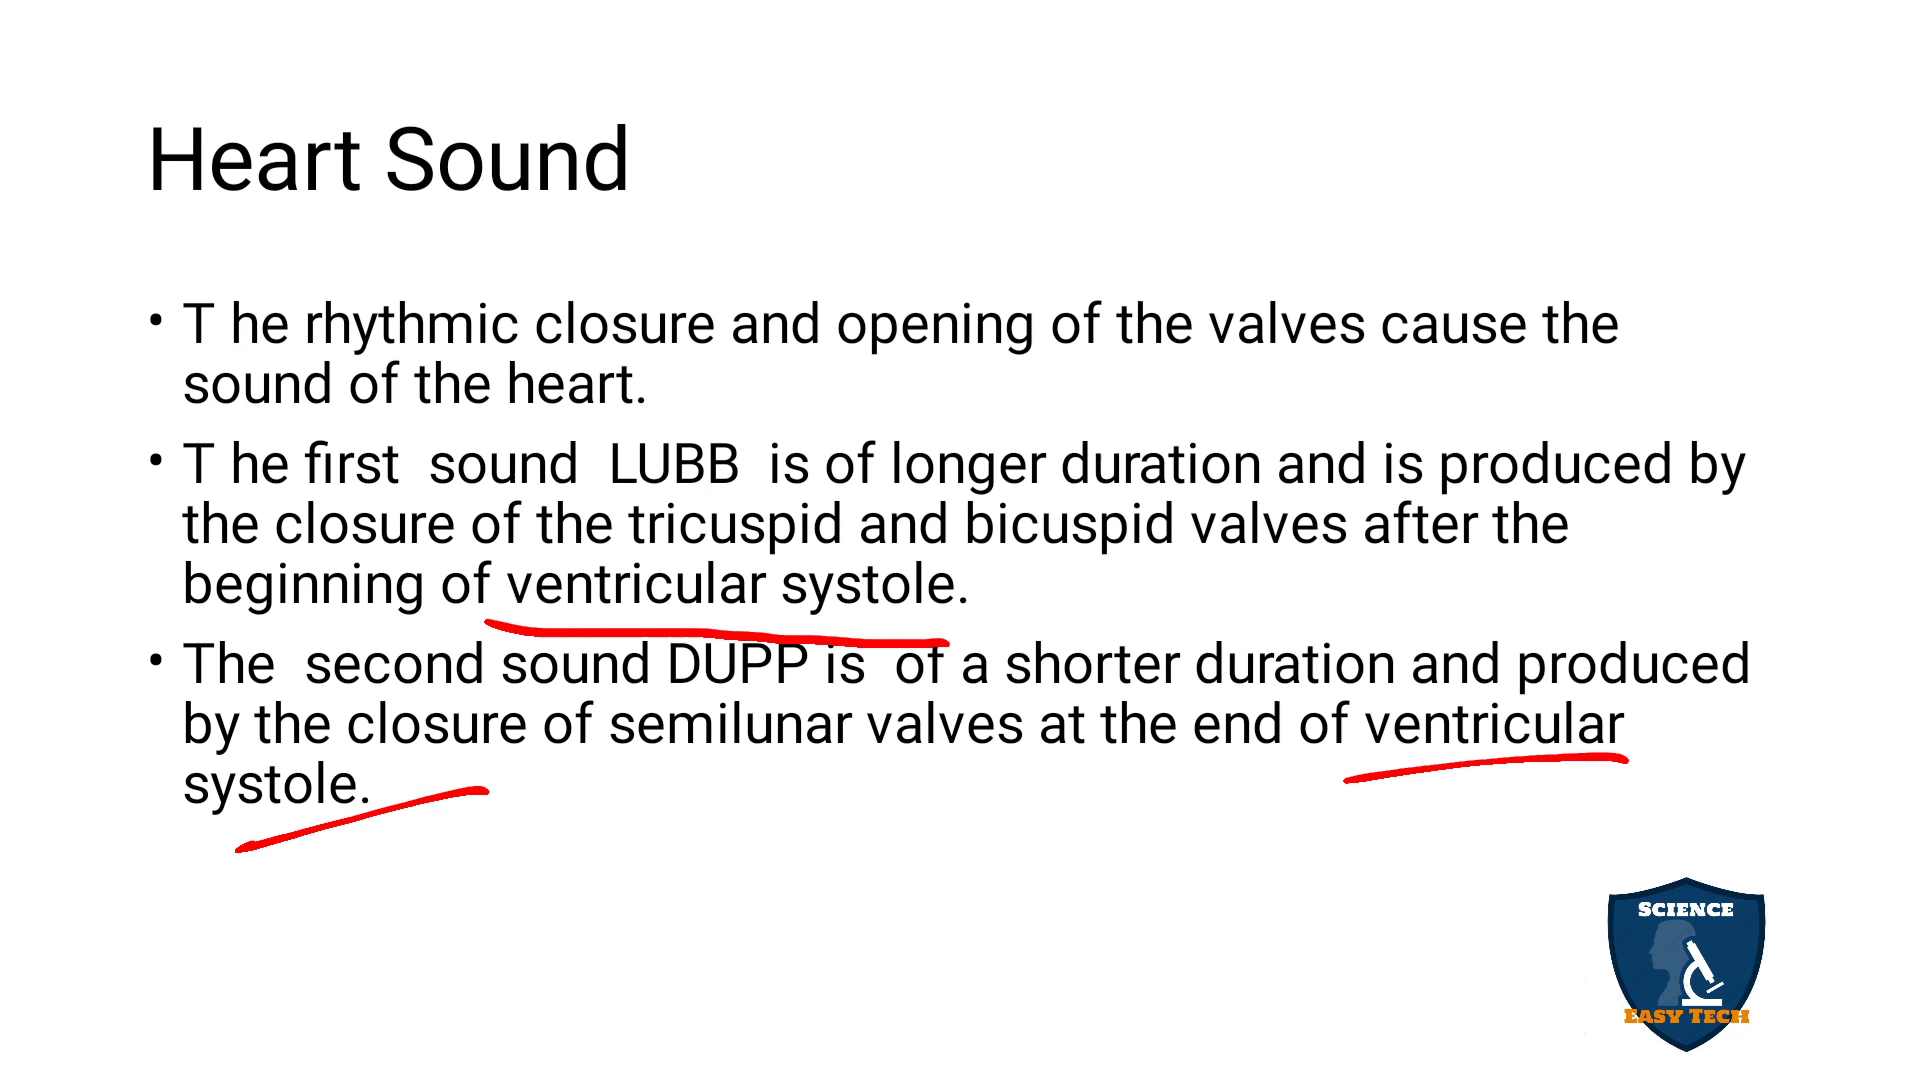 Heart Sound
• T he rhythmic closure and opening of the valves cause the
sound of the heart.
• T he first  sound  LUBB  is of longer duration and is produced by
the closure of the tricuspid and bicuspid valves after the
beginning of ventricular systole.
• The  second sound DUPP is  of a shorter duration and produced
by the closure of semilunar valves at the end of ventricular
systole.
SCIENCE
EASY TECH